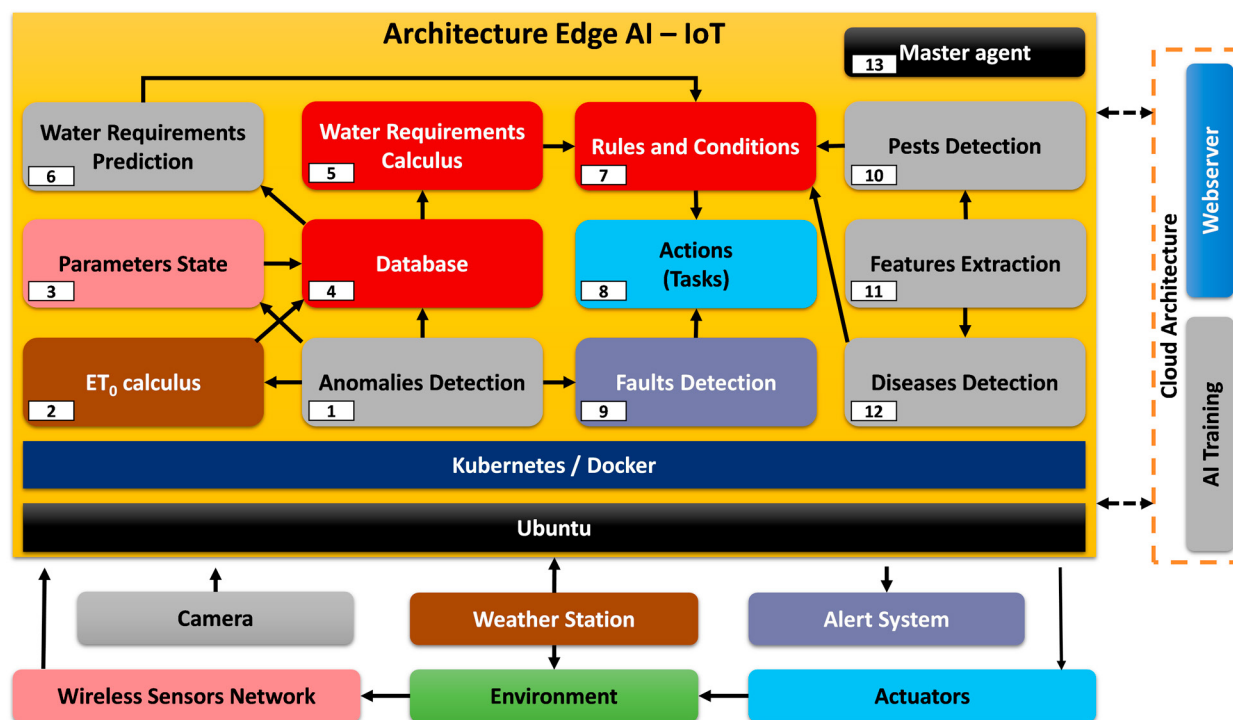 Architecture Edge AI – IoT
Master agent
13
Water Requirements
Prediction
6
Water Requirements
Calculus
5
Rules and Conditions
7
Pests Detection
10
Parameters State
3
Database
4
Actions
(Tasks)
8
Features Extraction
11
ET₀ calculus
2
Anomalies Detection
1
Faults Detection
9
Diseases Detection
12
Kubernetes / Docker
Ubuntu
Camera
Weather Station
Alert System
Wireless Sensors Network
Environment
Actuators
Cloud Architecture
Webserver
AI Training